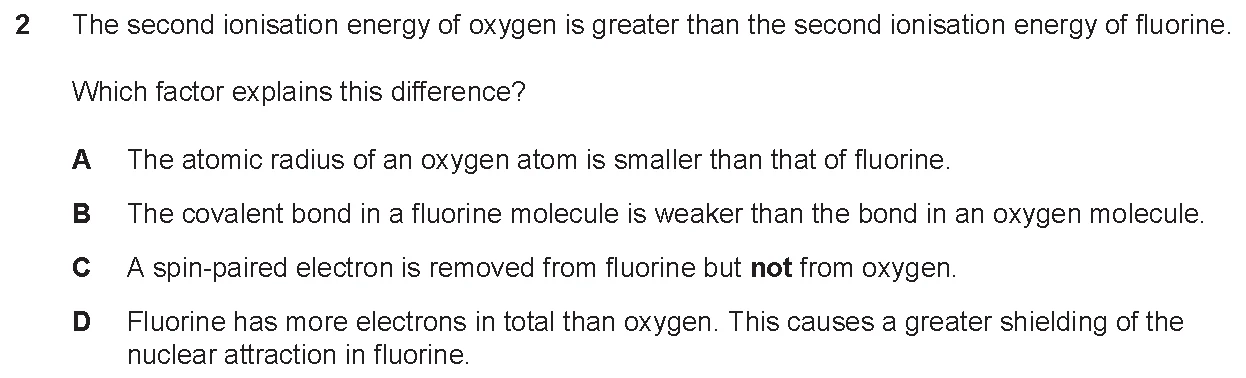 2 The second ionisation energy of oxygen is greater than the second ionisation energy of fluorine.
Which factor explains this difference?
A The atomic radius of an oxygen atom is smaller than that of fluorine.
B The covalent bond in a fluorine molecule is weaker than the bond in an oxygen molecule.
C A spin-paired electron is removed from fluorine but not from oxygen.
D Fluorine has more electrons in total than oxygen. This causes a greater shielding of the
nuclear attraction in fluorine.